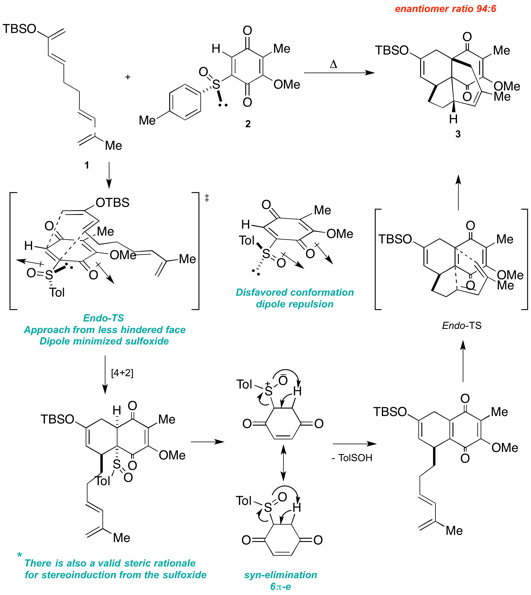 enantiomer ratio 94:6
TBSO
+
Me
O
Me
O
S
OMe
O
2
Δ
TBSO
O
Me
OMe
O
H
3
1
Me
‡
OTBS
O
Me
H
OMe
O
S
O
Tol
Me
Endo-TS
Approach from less hindered face
Dipole minimized sulfoxide
O
Me
H
OMe
Tol
S
O
O
Disfavored conformation
dipole repulsion
TBSO
O
Me
OMe
O
Endo-TS
[4+2]
TBSO
H
O
Me
OMe
O
S
Tol
O
Me
Tol
S
+
O
–
H
O
O
Tol
S
O
H
O
O
- TolSOH
TBSO
O
Me
OMe
O
Me
* There is also a valid steric rationale
for stereoinduction from the sulfoxide
syn-elimination
6π-e